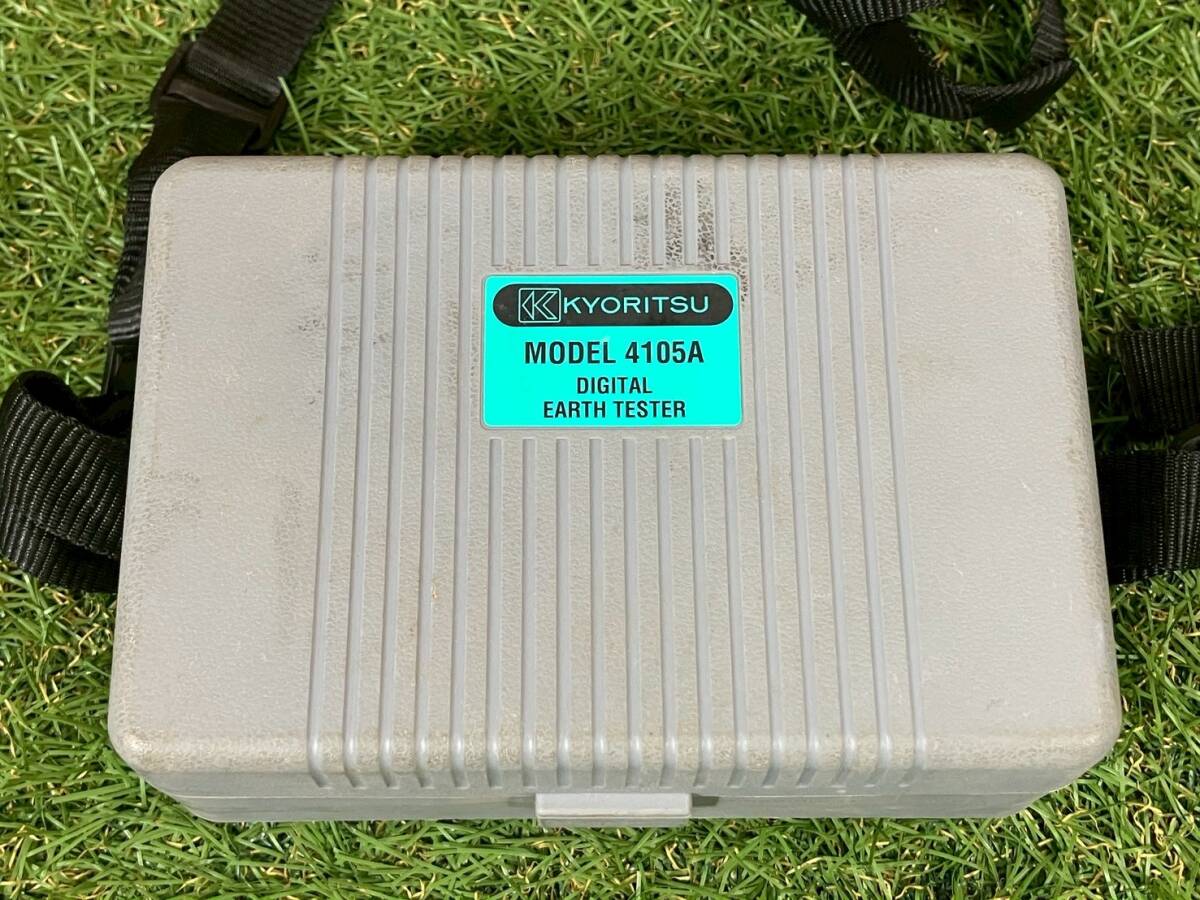 KYORITSU
MODEL 4105A
DIGITAL
EARTH TESTER